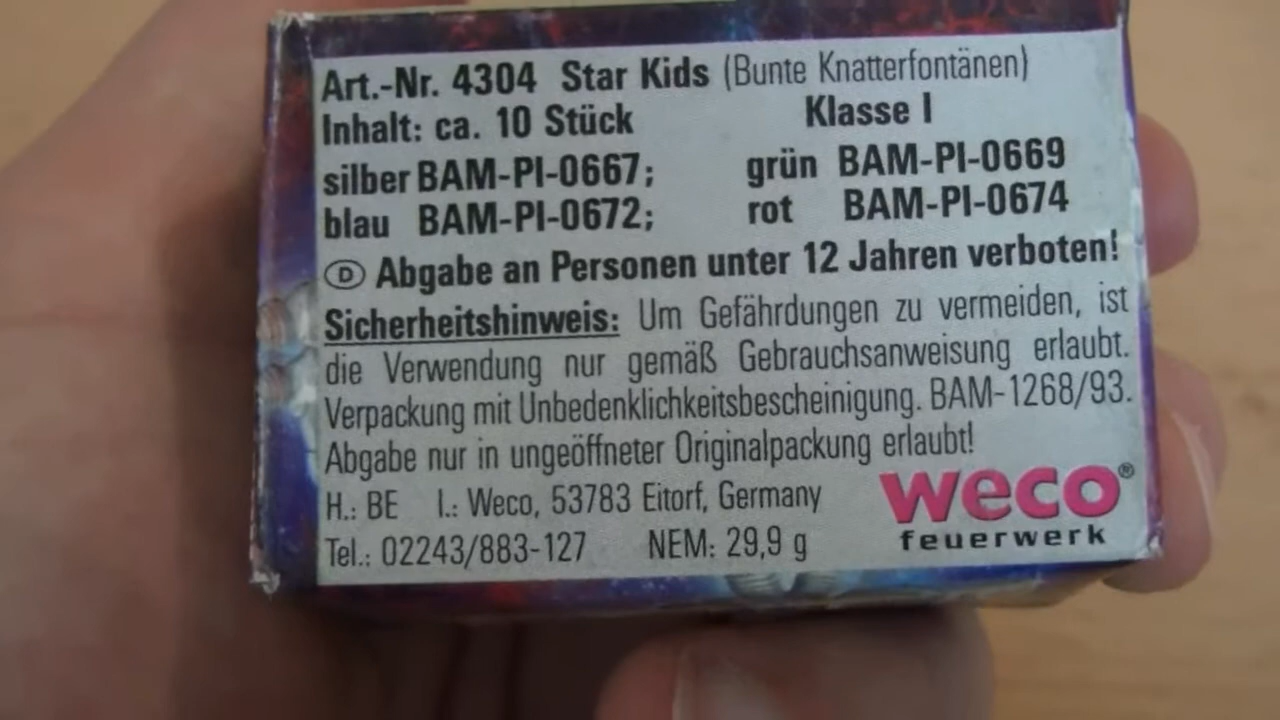 Art.-Nr. 4304 Star Kids (Bunte Knatterfontänen)
Inhalt: ca. 10 Stück Klasse I
silber BAM-PI-0667; grün BAM-PI-0669
blau BAM-PI-0672; rot BAM-PI-0674
D Abgabe an Personen unter 12 Jahren verboten!
Sicherheitshinweis: Um Gefährdungen zu vermeiden, ist
die Verwendung nur gemäß Gebrauchsanweisung erlaubt.
Verpackung mit Unbedenklichkeitsbescheinigung. BAM-1268/93.
Abgabe nur in ungeöffneter Originalpackung erlaubt!
H.: BE I.: Weco, 53783 Eitorf, Germany
Tel.: 02243/883-127 NEM: 29,9 g
weco®
feuerwerk